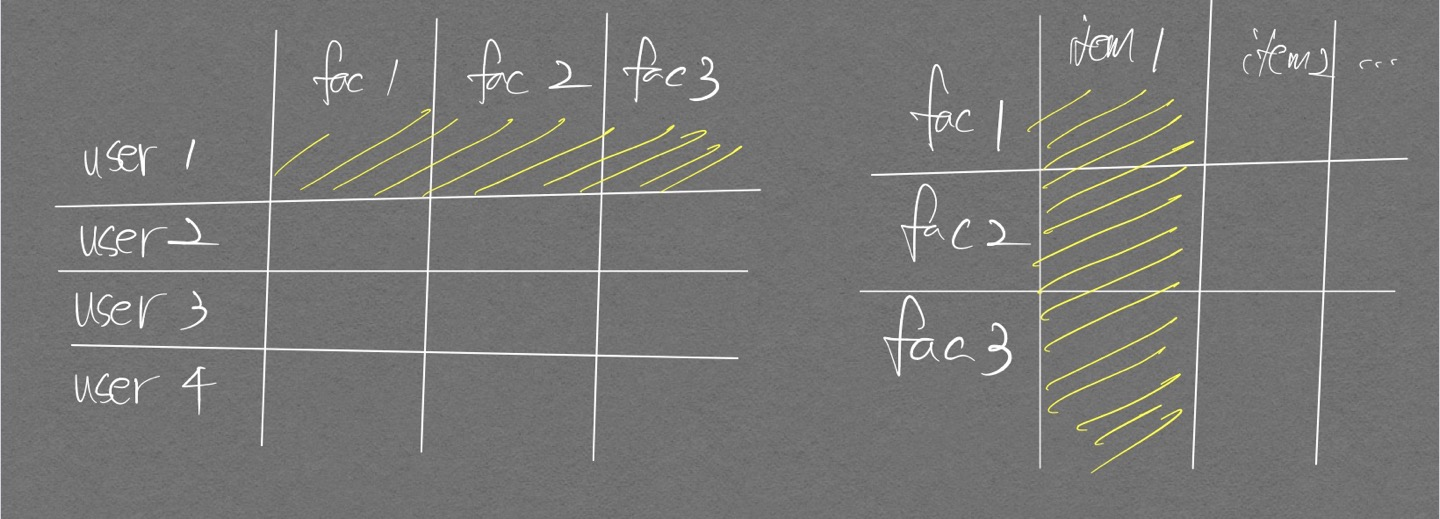 fac 1 fac 2 fac 3
user 1
user 2
user 3
user 4
item 1 item 2 ...
fac 1
fac 2
fac 3